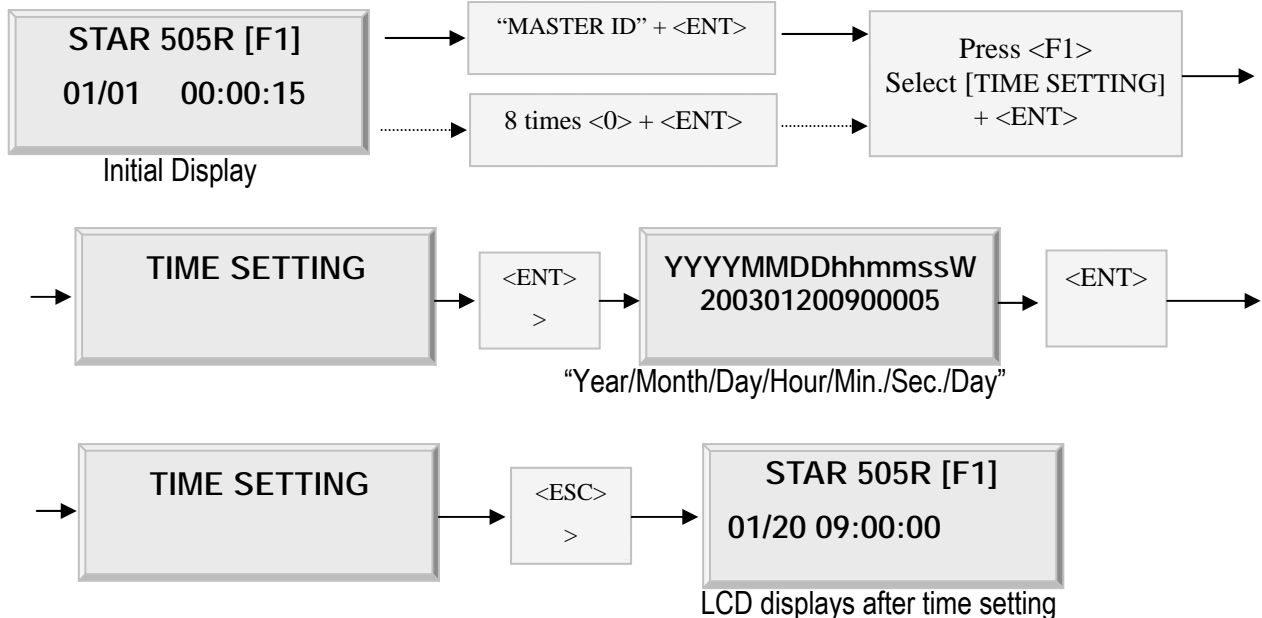 STAR 505R [F1]
01/01 00:00:15
Initial Display
“MASTER ID” + <ENT>
8 times <0> + <ENT>
Press <F1>
Select [TIME SETTING]
+ <ENT>
TIME SETTING
<ENT>
>
YYYYMMDDhhmmssW
200301200900005
“Year/Month/Day/Hour/Min./Sec./Day”
<ENT>
TIME SETTING
<ESC>
>
STAR 505R [F1]
01/20 09:00:00
LCD displays after time setting